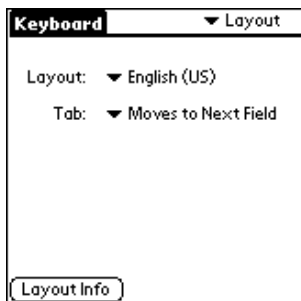 Keyboard Layout
Layout: English (US)
Tab: Moves to Next Field
Layout Info